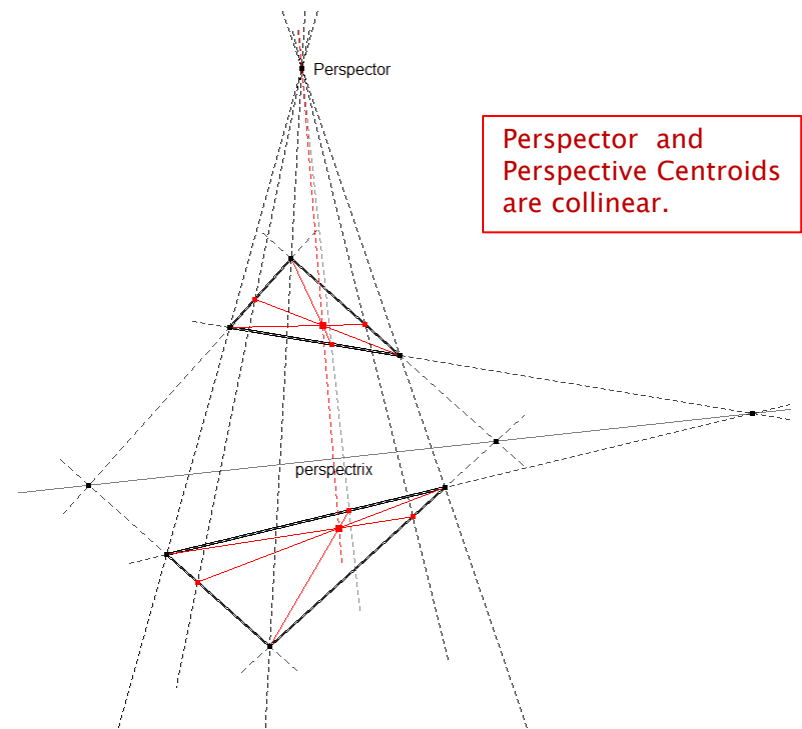 Perspector
Perspector and
Perspective Centroids
are collinear.
perspectrix